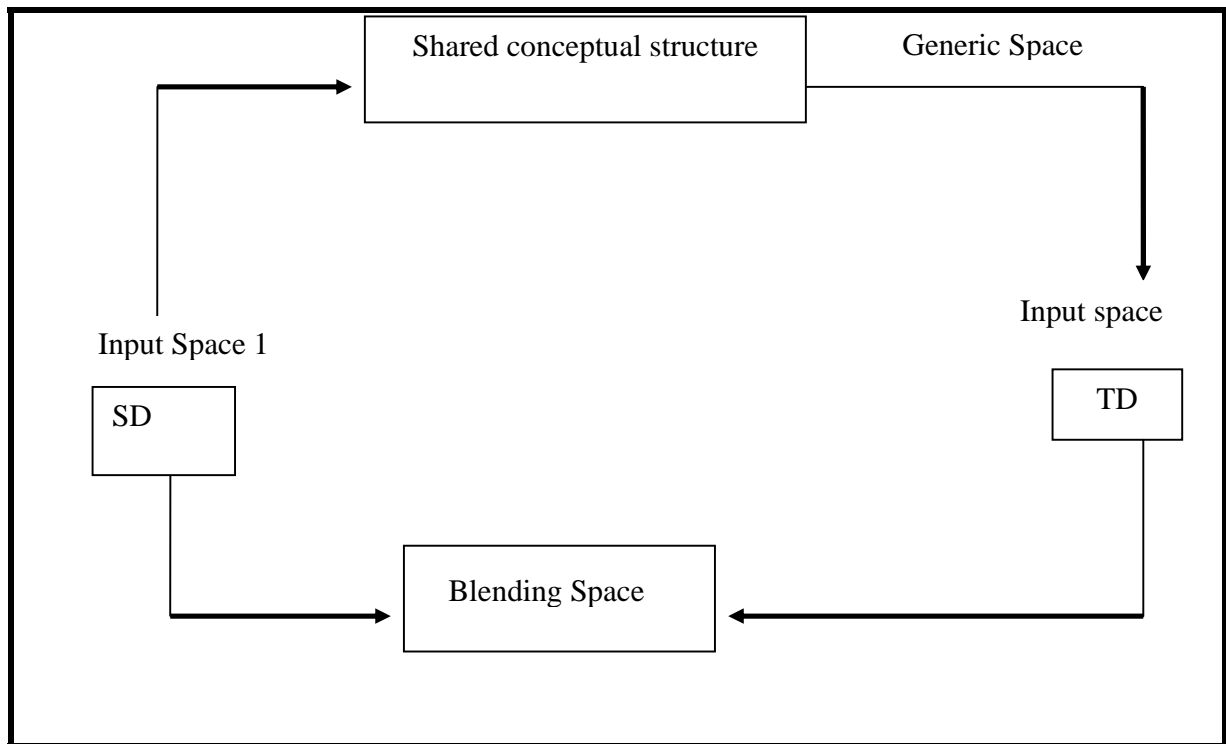 Shared conceptual structure
Generic Space
Input space
Input Space 1
SD
TD
Blending Space